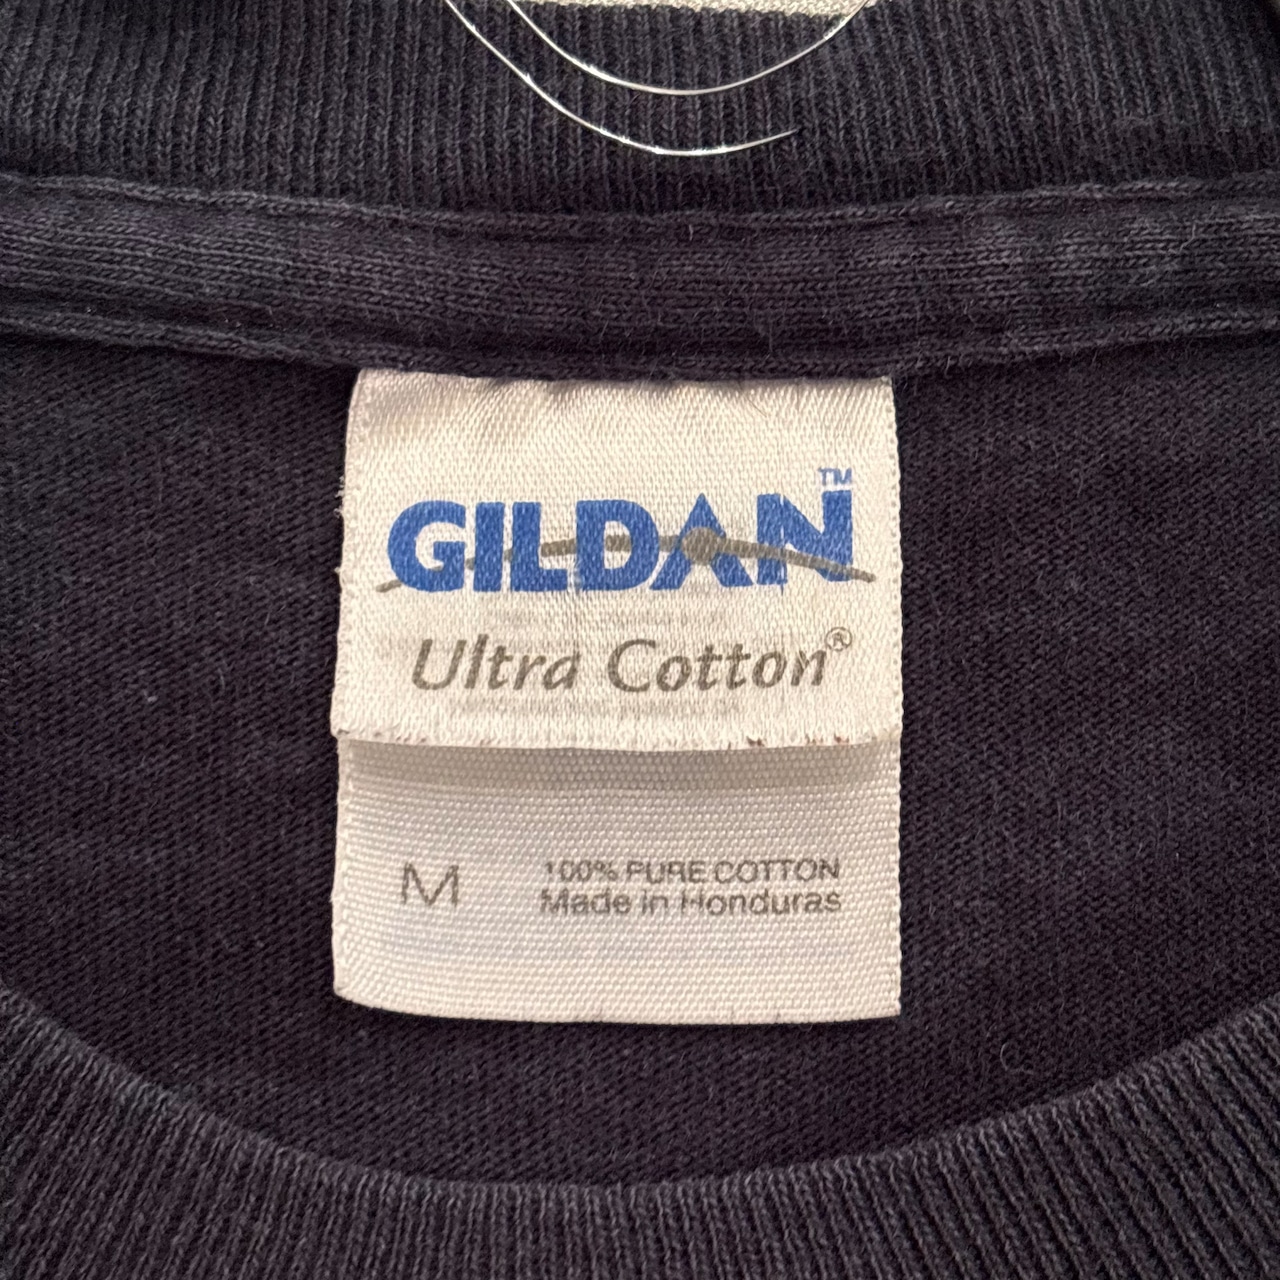 GILDAN™
Ultra Cotton®
M
100% PURE COTTON
Made in Honduras